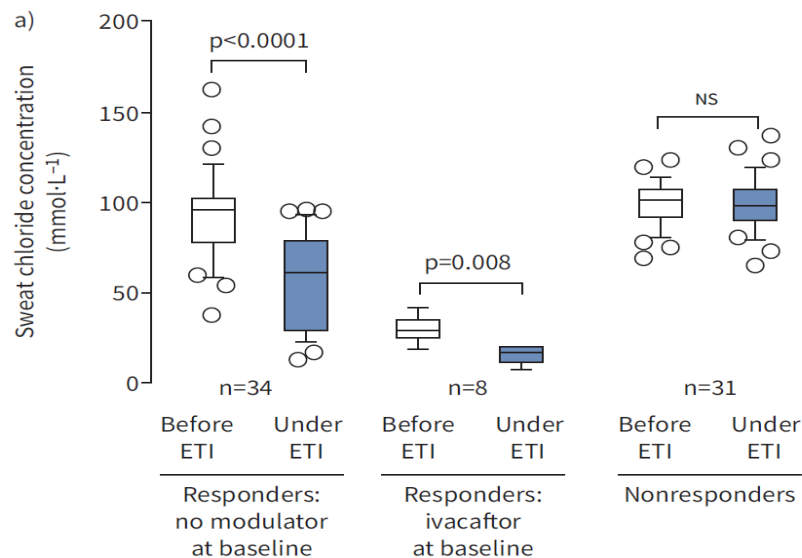 a)
200
150
100
50
0
Sweat chloride concentration
(mmol·L⁻¹)
p<0.0001
p=0.008
NS
n=34
n=8
n=31
Before
ETI
Under
ETI
Before
ETI
Under
ETI
Before
ETI
Under
ETI
Responders:
no modulator
at baseline
Responders:
ivacaftor
at baseline
Nonresponders